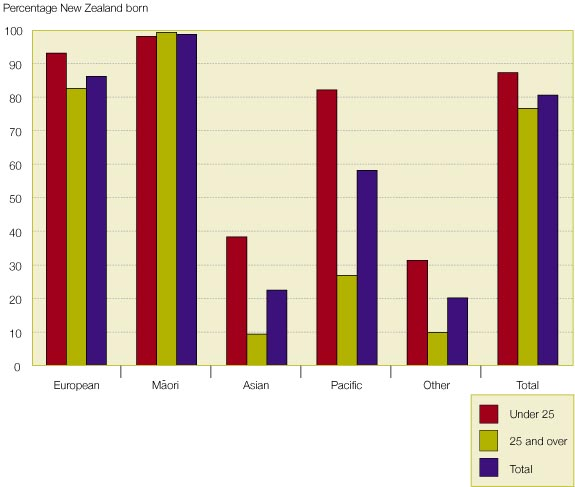 Percentage New Zealand born
100
90
80
70
60
50
40
30
20
10
0
European Māori Asian Pacific Other Total
Under 25
25 and over
Total